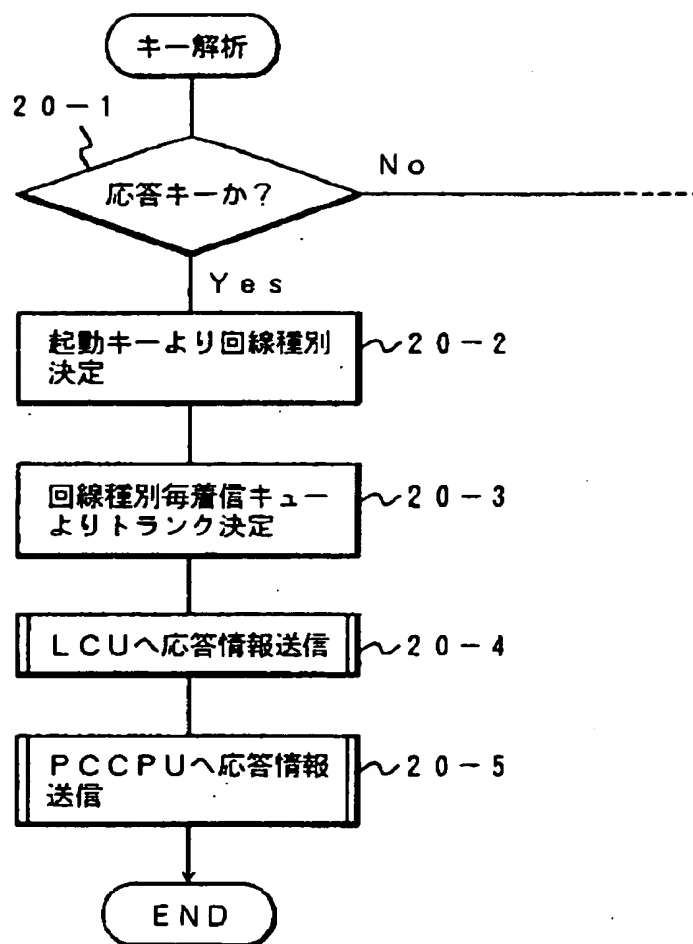 キー解析
20-1
応答キーか?
No
Yes
起動キーより回線種別
決定
20-2
回線種別毎着信キュー
よりトランク決定
20-3
LCUへ応答情報送信
20-4
PCCPUへ応答情報
送信
20-5
END